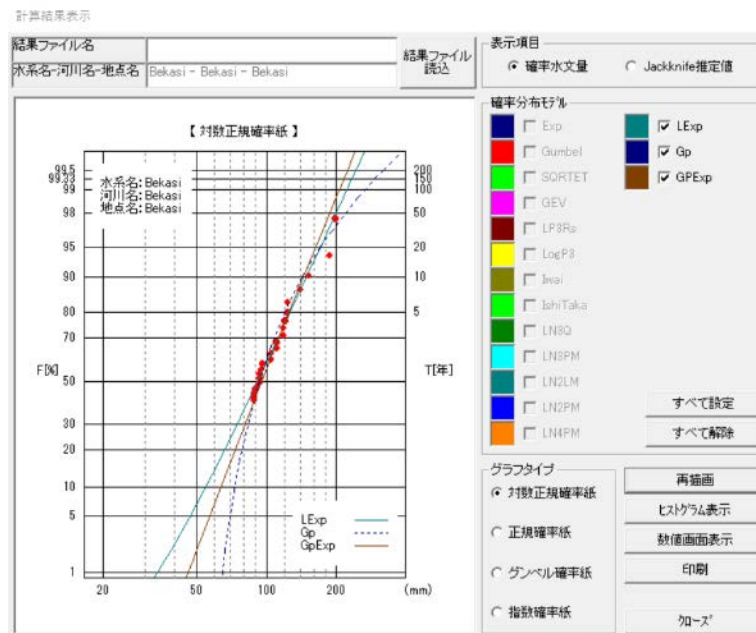 計算結果表示
結果ファイル名
水系名-河川名-地点名 Bekasi - Bekasi - Bekasi
結果ファイル
読込
表示項目
確率水文量 Jackknife推定値
【 対数正規確率紙 】
水系名:Bekasi
河川名:Bekasi
地点名:Bekasi
99.5 200
99.33 150
99 100
98 50
95 20
90 10
80 5
70
F[%] T[年]
50
30
20
10
5
1
LExp
Gp
GpExp
20 50 100 200 (mm)
確率分布モデル
Exp LExp
Gumbel Gp
SQRTET GPExp
GEV
LP3Rs
LogP3
Iwai
IshiTaka
LN3Q
LN3PM
LN2LM
LN2PM
LN4PM
すべて設定
すべて解除
グラフタイプ
対数正規確率紙
正規確率紙
グンベル確率紙
指数確率紙
再描画
ヒストグラム表示
数値画面表示
印刷
クローズ